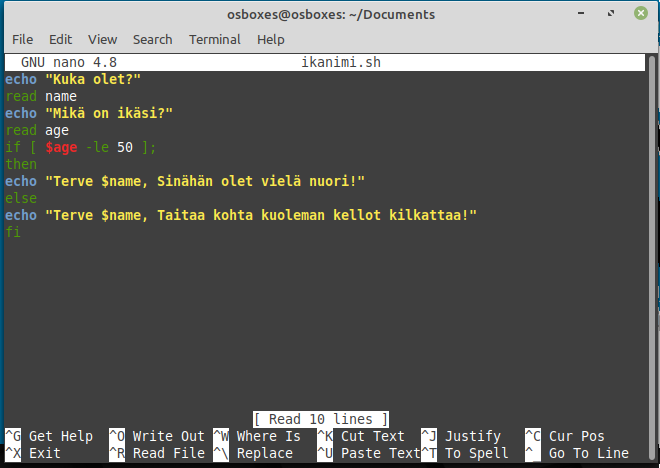 osboxes@osboxes: ~/Documents
File Edit View Search Terminal Help
GNU nano 4.8 ikanimi.sh
echo "Kuka olet?"
read name
echo "Mikä on ikäsi?"
read age
if [ $age -le 50 ];
then
echo "Terve $name, Sinähän olet vielä nuori!"
else
echo "Terve $name, Taitaa kohta kuoleman kellot kilkattaa!"
fi
[ Read 10 lines ]
^G Get Help ^O Write Out ^W Where Is ^K Cut Text ^J Justify ^C Cur Pos
^X Exit ^R Read File ^\ Replace ^U Paste Text^T To Spell ^_ Go To Line